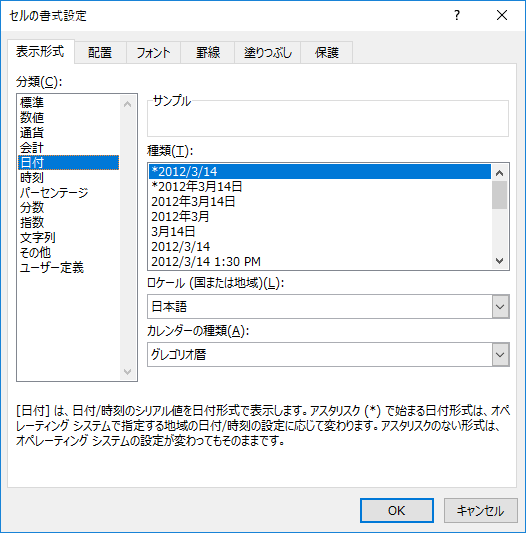 セルの書式設定
表示形式 配置 フォント 罫線 塗りつぶし 保護
分類(C):
標準
数値
通貨
会計
日付
時刻
パーセンテージ
分数
指数
文字列
その他
ユーザー定義
サンプル
種類(T):
*2012/3/14
*2012年3月14日
2012年3月14日
2012年3月
3月14日
2012/3/14
2012/3/14 1:30 PM
ロケール (国または地域)(L):
日本語
カレンダーの種類(A):
グレゴリオ暦
[日付] は、日付/時刻のシリアル値を日付形式で表示します。アスタリスク (*) で始まる日付形式は、オペ
レーティング システムで指定する地域の日付/時刻の設定に応じて変わります。アスタリスクのない形式は、
オペレーティング システムの設定が変わってもそのままです。
OK キャンセル